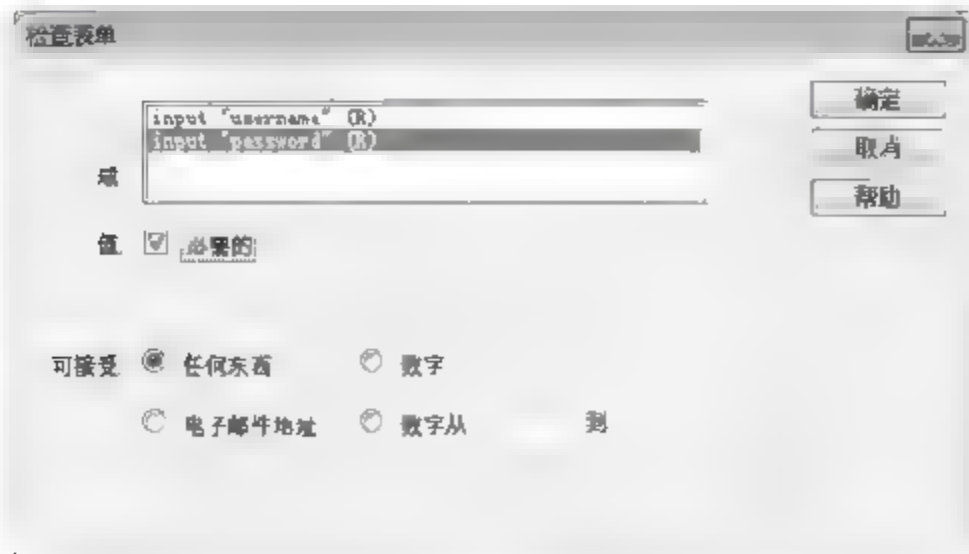 检查表单
input "username" (R)
input "password" (R)
域
值 必需的
可接受 任何东西 数字
电子邮件地址 数字从 到
确定
取消
帮助